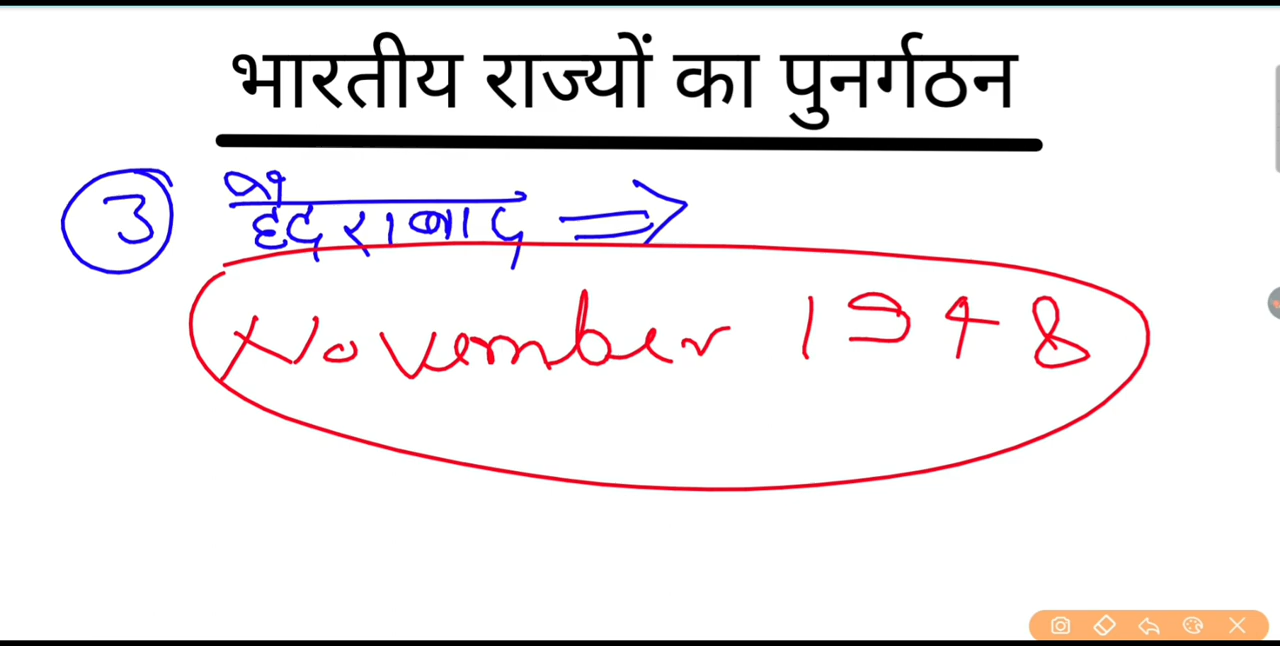 भारतीय राज्यों का पुनर्गठन
3 हैदराबाद ⇒
November 1948